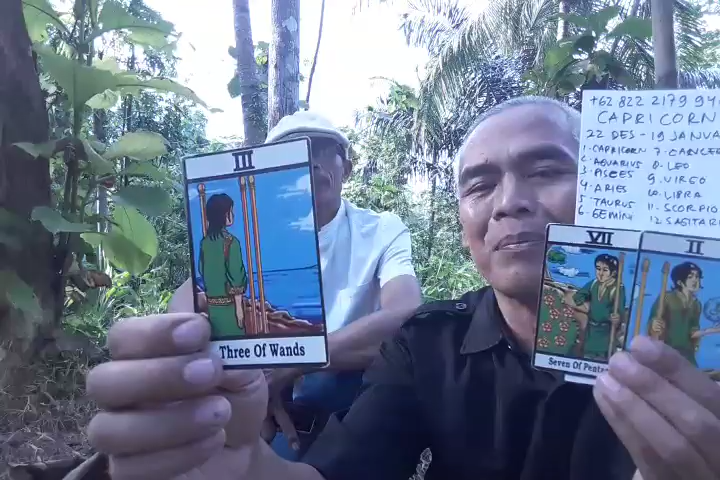 III
Three Of Wands
+62 822 2179 94
CAPRICORN
22 DES - 19 JANUA
1 - CAPRICORN 7 - CANCER
2 - AQUARIUS 8. LEO
3 - PISCES 9. VIRGO
4 - ARIES 10. LIBRA
5 - TAURUS 11 - SCORPIO
6 - GEMINI 12. SAGITARI
VII
Seven Of Pent
II